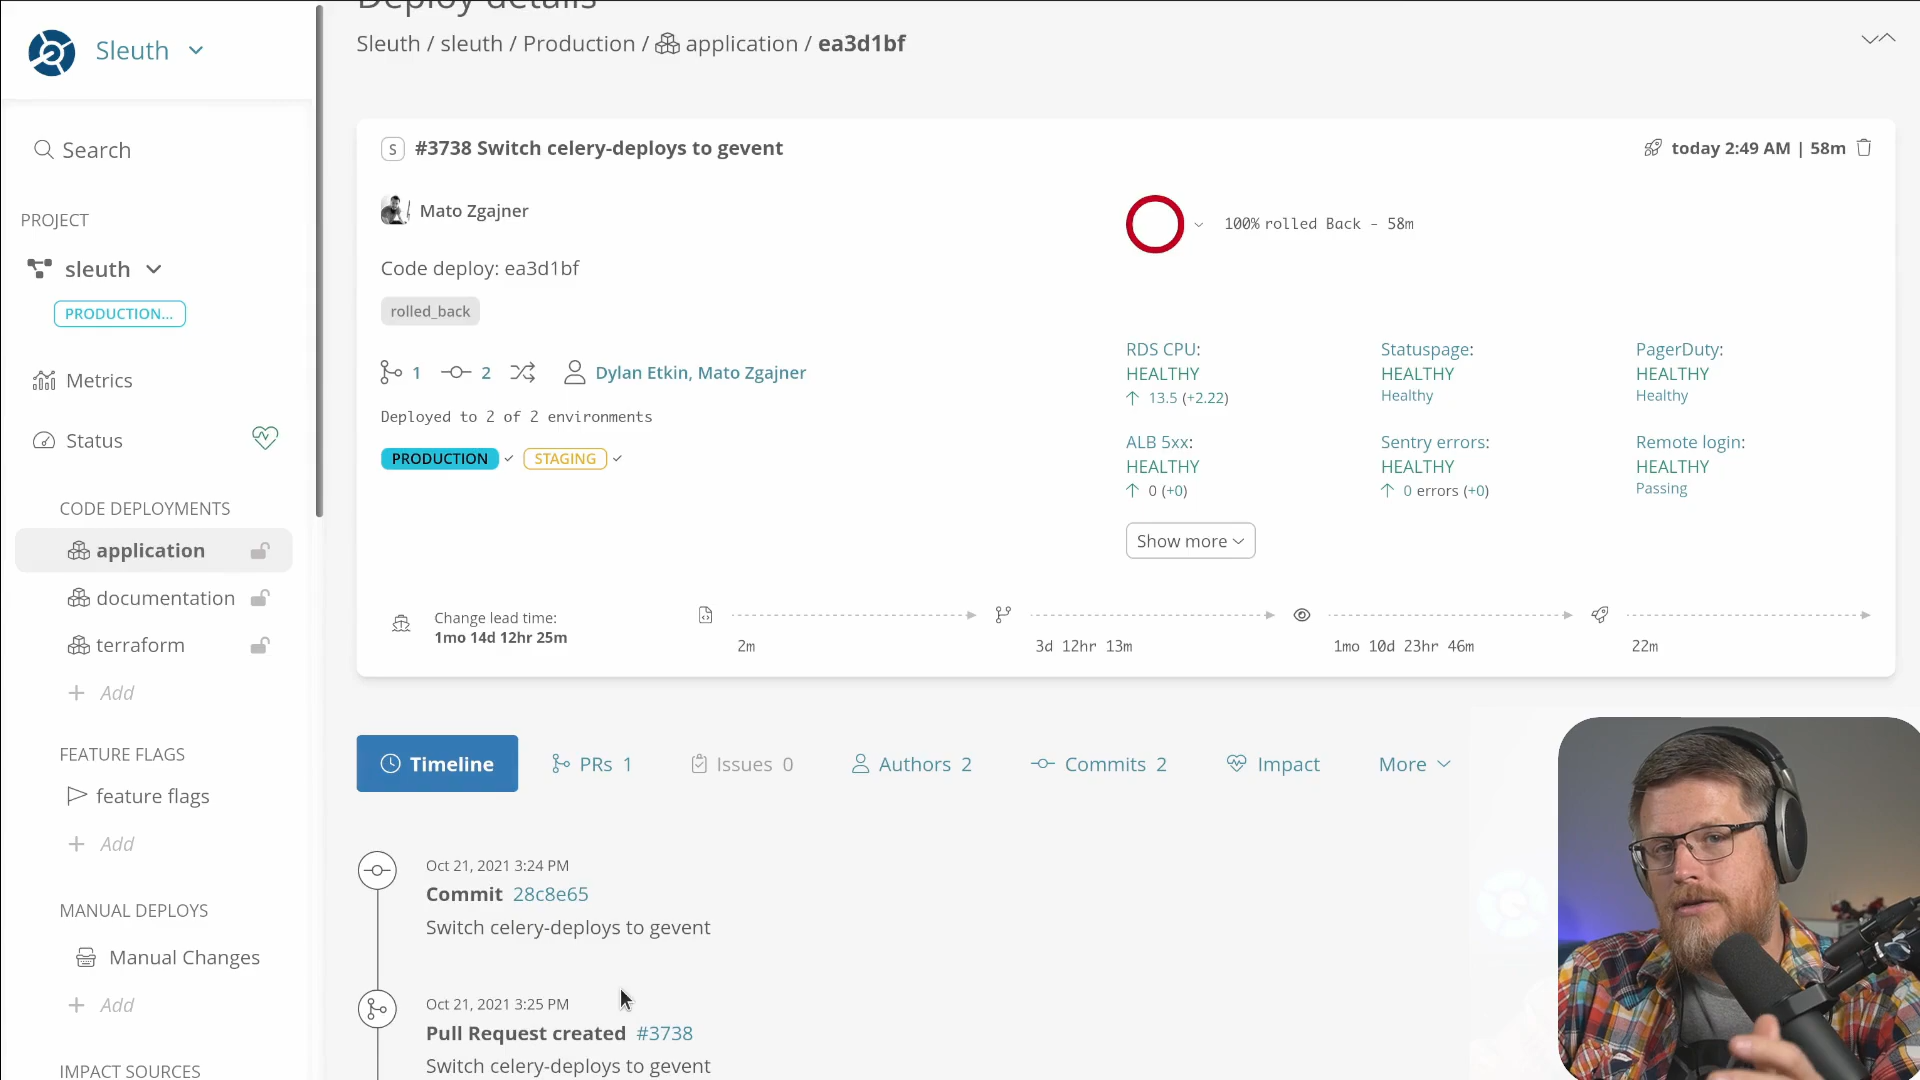 Deploy details
Sleuth
Sleuth / sleuth / Production / application / ea3d1bf
Search
PROJECT
sleuth
PRODUCTION...
Metrics
Status
CODE DEPLOYMENTS
application
documentation
terraform
+ Add
FEATURE FLAGS
feature flags
+ Add
MANUAL DEPLOYS
Manual Changes
+ Add
IMPACT SOURCES
S #3738 Switch celery-deploys to gevent
today 2:49 AM | 58m
Mato Zgajner
100% rolled Back - 58m
Code deploy: ea3d1bf
rolled_back
1 2 Dylan Etkin, Mato Zgajner
Deployed to 2 of 2 environments
PRODUCTION STAGING
RDS CPU:
HEALTHY
↑ 13.5 (+2.22)
Statuspage:
HEALTHY
Healthy
PagerDuty:
HEALTHY
Healthy
ALB 5xx:
HEALTHY
↑ 0 (+0)
Sentry errors:
HEALTHY
↑ 0 errors (+0)
Remote login:
HEALTHY
Passing
Show more
Change lead time:
1mo 14d 12hr 25m
2m
3d 12hr 13m
1mo 10d 23hr 46m
22m
Timeline
PRs 1
Issues 0
Authors 2
Commits 2
Impact
More
Oct 21, 2021 3:24 PM
Commit 28c8e65
Switch celery-deploys to gevent
Oct 21, 2021 3:25 PM
Pull Request created #3738
Switch celery-deploys to gevent